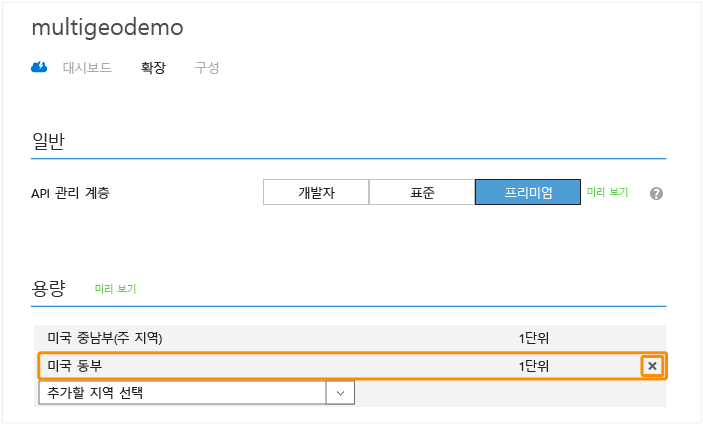 multigeodemo
대시보드 확장 구성
일반
API 관리 계층 개발자 표준 프리미엄 미리 보기 ?
용량 미리 보기
미국 중남부(주 지역) 1단위
미국 동부 1단위
추가할 지역 선택